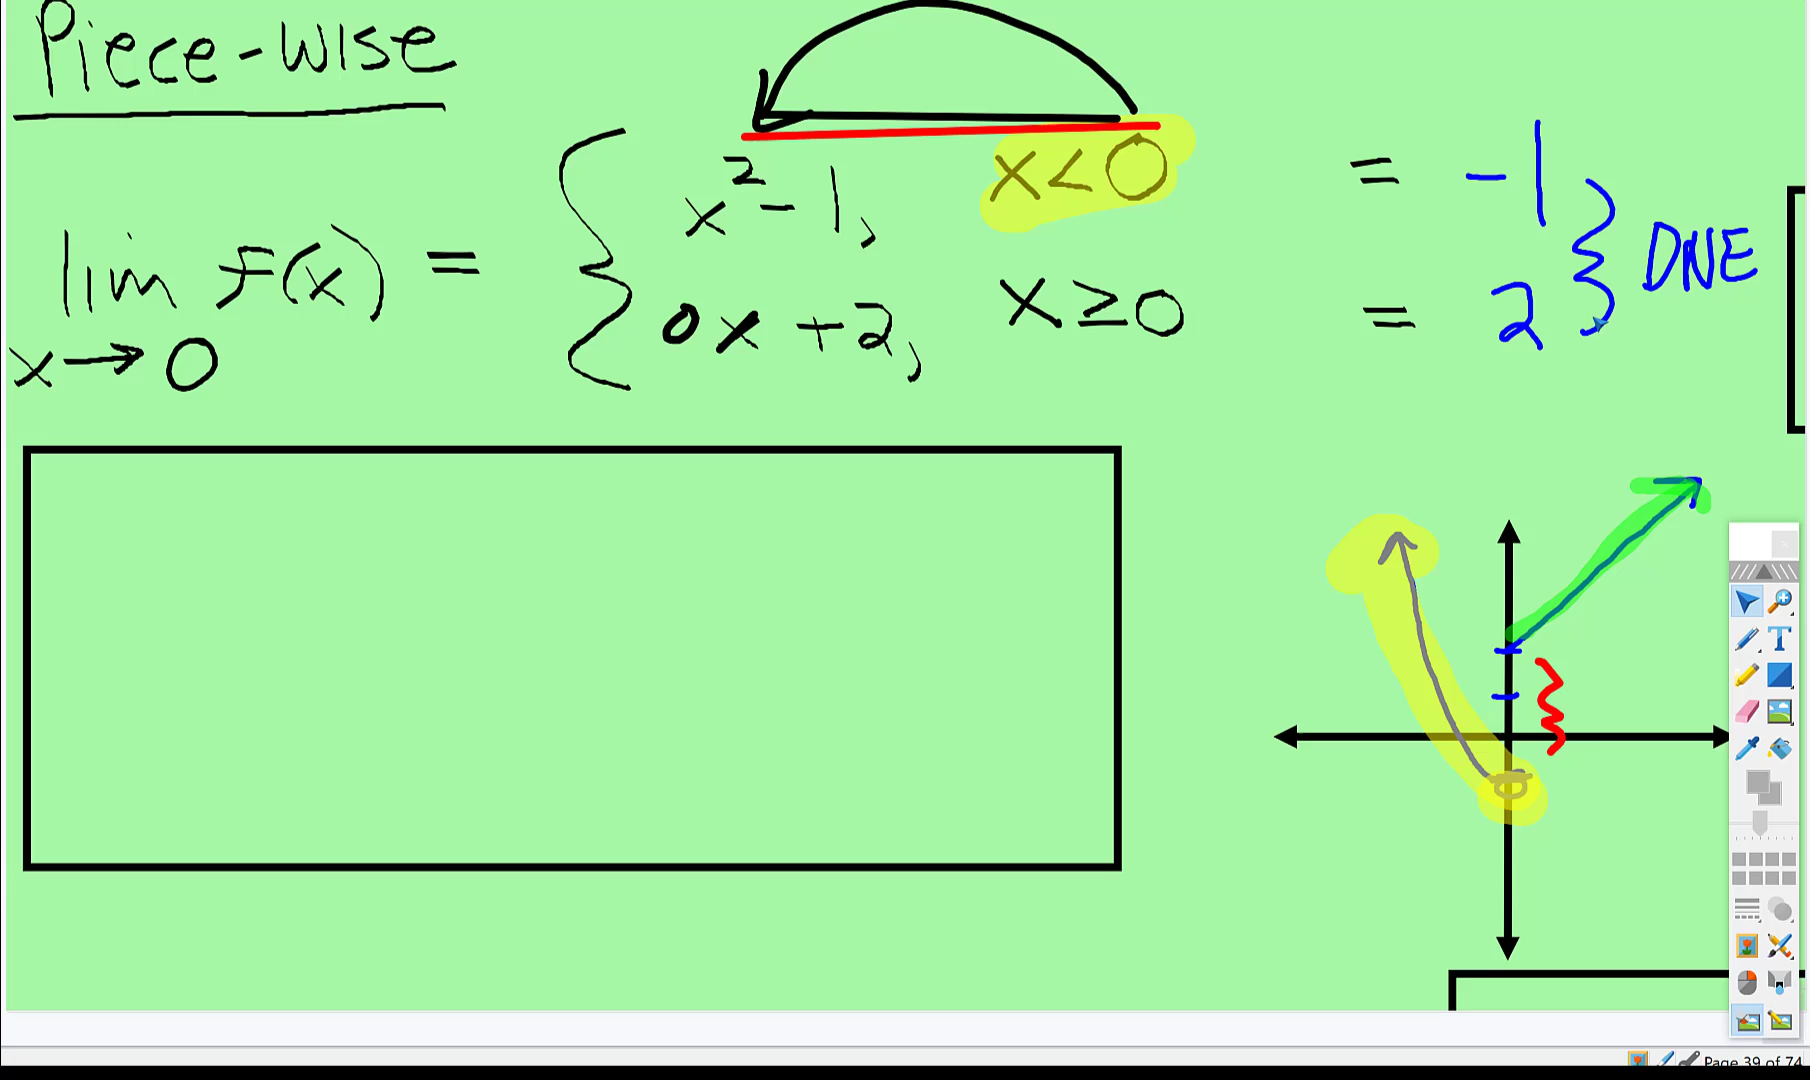 Piece-wise
x² - 1, x < 0 = -1
lim f(x) = { } DNE
0x + 2, x ≥ 0 = 2
x → 0
T
Page 39 of 74